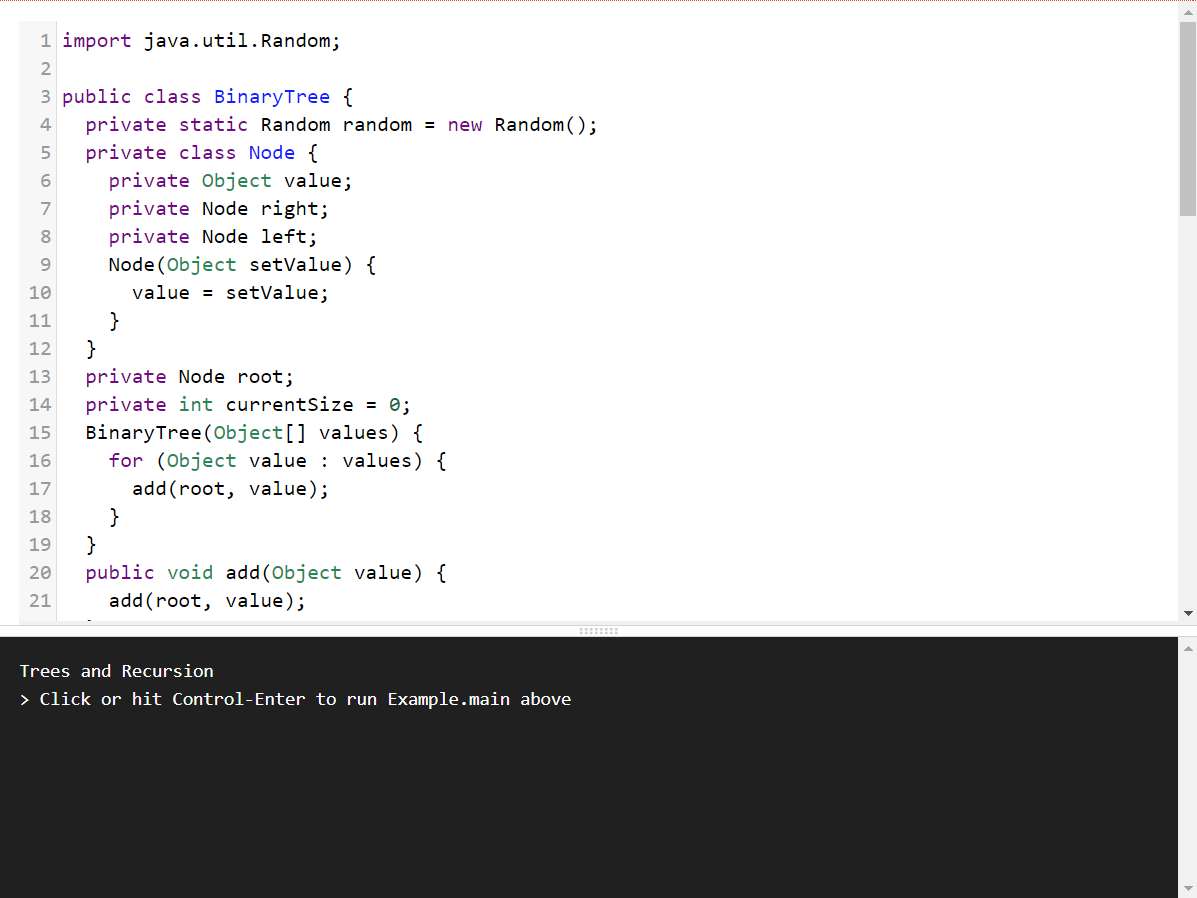 1 import java.util.Random;
2
3 public class BinaryTree {
4   private static Random random = new Random();
5   private class Node {
6     private Object value;
7     private Node right;
8     private Node left;
9     Node(Object setValue) {
10       value = setValue;
11     }
12   }
13   private Node root;
14   private int currentSize = 0;
15   BinaryTree(Object[] values) {
16     for (Object value : values) {
17       add(root, value);
18     }
19   }
20   public void add(Object value) {
21     add(root, value);
Trees and Recursion
> Click or hit Control-Enter to run Example.main above